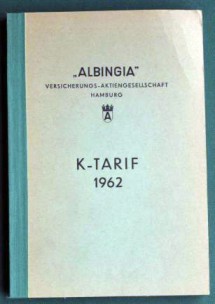 „ALBINGIA"
VERSICHERUNGS-AKTIENGESELLSCHAFT
HAMBURG
A
K-TARIF
1962